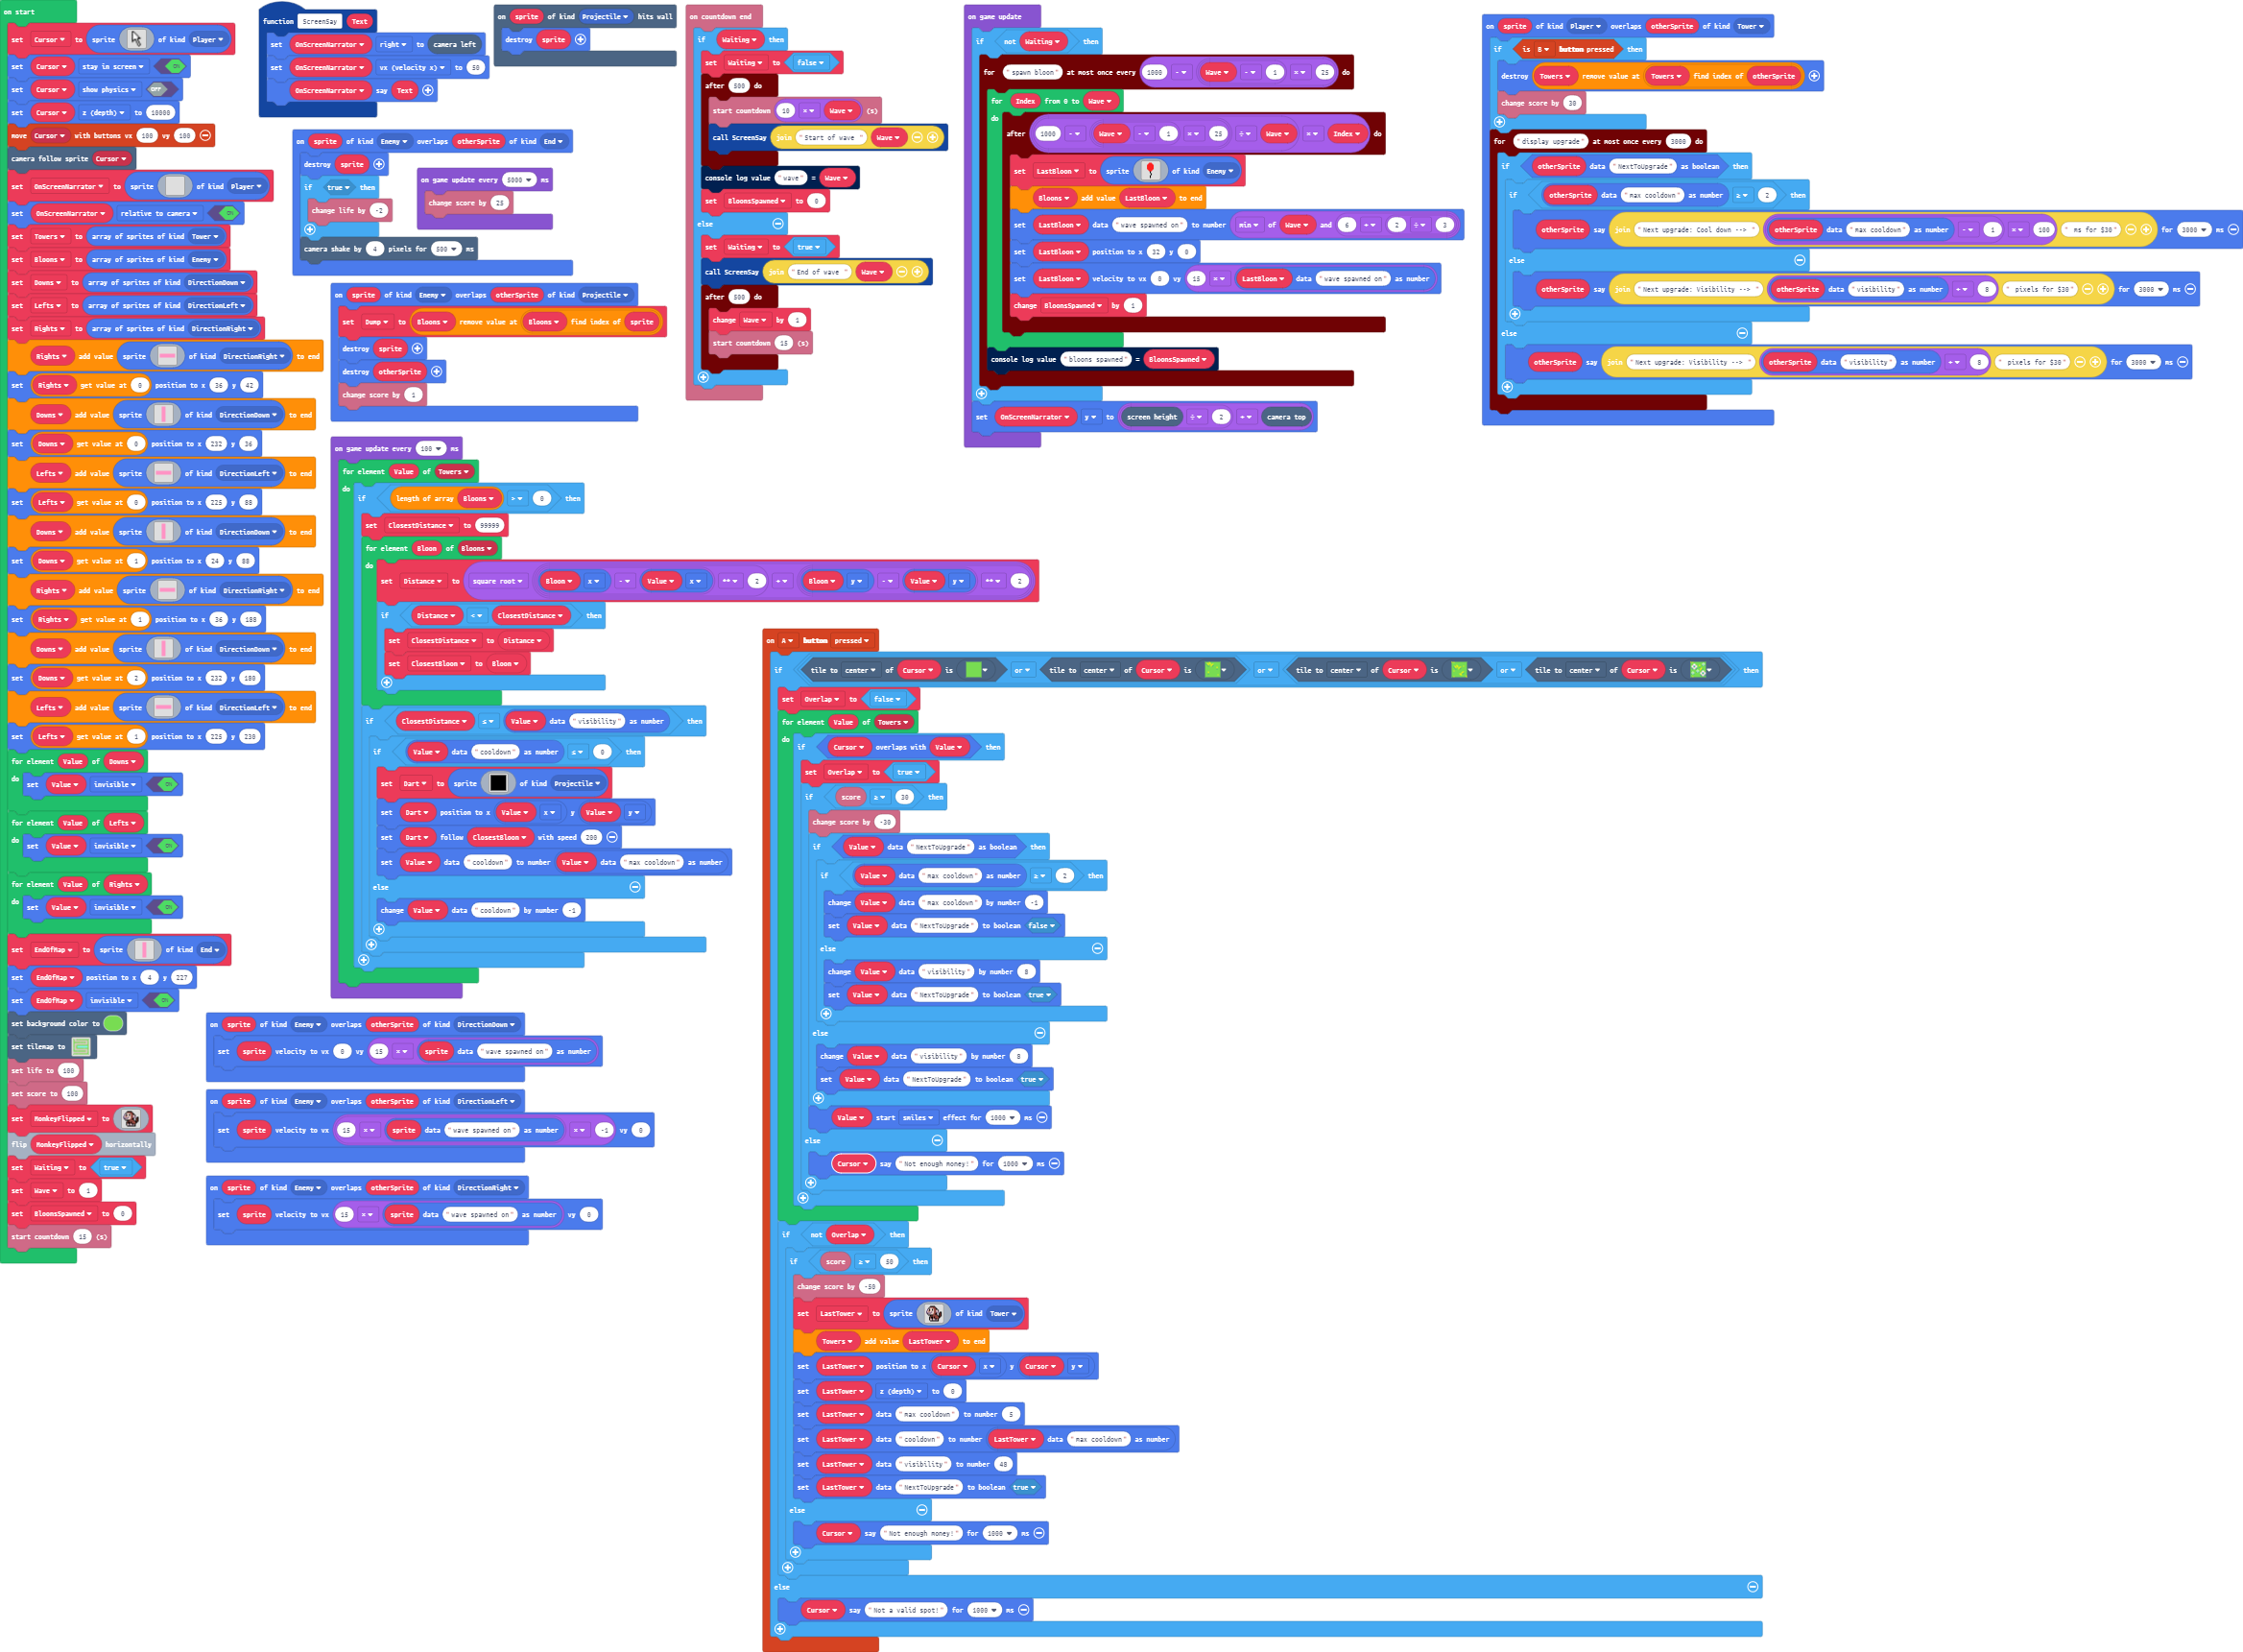 on start
set Cursor to sprite of kind Player
set Cursor stay in screen ON
set Cursor show physics OFF
set Cursor z (depth) to 10000
move Cursor with buttons vx 100 vy 100
camera follow sprite Cursor
set OnScreenNarrator to sprite of kind Player
set OnScreenNarrator relative to camera ON
set Towers to array of sprites of kind Tower
set Bloons to array of sprites of kind Enemy
set Downs to array of sprites of kind DirectionDown
set Lefts to array of sprites of kind DirectionLeft
set Rights to array of sprites of kind DirectionRight
Rights add value sprite of kind DirectionRight to end
set Rights get value at 0 position to x 36 y 42
Downs add value sprite of kind DirectionDown to end
set Downs get value at 0 position to x 232 y 36
Lefts add value sprite of kind DirectionLeft to end
set Lefts get value at 0 position to x 225 y 88
Downs add value sprite of kind DirectionDown to end
set Downs get value at 1 position to x 24 y 88
Rights add value sprite of kind DirectionRight to end
set Rights get value at 1 position to x 36 y 188
Downs add value sprite of kind DirectionDown to end
set Downs get value at 2 position to x 232 y 180
Lefts add value sprite of kind DirectionLeft to end
set Lefts get value at 1 position to x 225 y 230
for element Value of Downs
do set Value invisible ON
for element Value of Lefts
do set Value invisible ON
for element Value of Rights
do set Value invisible ON
set EndOfMap to sprite of kind End
set EndOfMap position to x 4 y 227
set EndOfMap invisible ON
set background color to
set tilemap to
set life to 100
set score to 100
set MonkeyFlipped to
flip MonkeyFlipped horizontally
set Waiting to true
set Wave to 1
set BloonsSpawned to 0
start countdown 15 (s)
function ScreenSay Text
set OnScreenNarrator right to camera left
set OnScreenNarrator vx (velocity x) to 50
OnScreenNarrator say Text
on sprite of kind Projectile hits wall
destroy sprite
on sprite of kind Enemy overlaps otherSprite of kind End
destroy sprite
if true then
change life by -2
camera shake by 4 pixels for 500 ms
on game update every 5000 ms
change score by 25
on sprite of kind Enemy overlaps otherSprite of kind Projectile
set Dump to Bloons remove value at Bloons find index of sprite
destroy sprite
destroy otherSprite
change score by 1
on game update every 100 ms
for element Value of Towers
do if length of array Bloons > 0 then
set ClosestDistance to 99999
for element Bloon of Bloons
do set Distance to square root Bloon x - Value x ** 2 + Bloon y - Value y ** 2
if Distance < ClosestDistance then
set ClosestDistance to Distance
set ClosestBloon to Bloon
if ClosestDistance ≤ Value data "visibility" as number then
if Value data "cooldown" as number ≤ 0 then
set Dart to sprite of kind Projectile
set Dart position to x Value x y Value y
set Dart follow ClosestBloon with speed 200
set Value data "cooldown" to number Value data "max cooldown" as number
else
change Value data "cooldown" by number -1
on sprite of kind Enemy overlaps otherSprite of kind DirectionDown
set sprite velocity to vx 0 vy 15 × sprite data "wave spawned on" as number
on sprite of kind Enemy overlaps otherSprite of kind DirectionLeft
set sprite velocity to vx 15 × sprite data "wave spawned on" as number × -1 vy 0
on sprite of kind Enemy overlaps otherSprite of kind DirectionRight
set sprite velocity to vx 15 × sprite data "wave spawned on" as number vy 0
on countdown end
if Waiting then
set Waiting to false
after 500 do
start countdown 10 × Wave (s)
call ScreenSay join "Start of wave " Wave
console log value "wave" = Wave
set BloonsSpawned to 0
else
set Waiting to true
call ScreenSay join "End of wave " Wave
after 500 do
change Wave by 1
start countdown 15 (s)
on game update
if not Waiting then
for "spawn bloon" at most once every 1000 - Wave - 1 × 25 do
for Index from 0 to Wave
do after 1000 - Wave - 1 × 25 ÷ Wave × Index do
set LastBloon to sprite of kind Enemy
Bloons add value LastBloon to end
set LastBloon data "wave spawned on" to number min of Wave and 6 + 2 ÷ 3
set LastBloon position to x 32 y 0
set LastBloon velocity to vx 0 vy 15 × LastBloon data "wave spawned on" as number
change BloonsSpawned by 1
console log value "bloons spawned" = BloonsSpawned
set OnScreenNarrator y to screen height ÷ 2 + camera top
on sprite of kind Player overlaps otherSprite of kind Tower
if is B button pressed then
destroy Towers remove value at Towers find index of otherSprite
change score by 30
for "display upgrade" at most once every 3000 do
if otherSprite data "NextToUpgrade" as boolean then
if otherSprite data "max cooldown" as number ≥ 2 then
otherSprite say join "Next upgrade: Cool down --> " otherSprite data "max cooldown" as number - 1 × 100 " ms for $30" for 3000 ms
else
otherSprite say join "Next upgrade: Visibility --> " otherSprite data "visibility" as number + 8 " pixels for $30" for 3000 ms
else
otherSprite say join "Next upgrade: Visibility --> " otherSprite data "visibility" as number + 8 " pixels for $30" for 3000 ms
on A button pressed
if tile to center of Cursor is or tile to center of Cursor is or tile to center of Cursor is or tile to center of Cursor is then
set Overlap to false
for element Value of Towers
do if Cursor overlaps with Value then
set Overlap to true
if score ≥ 30 then
change score by -30
if Value data "NextToUpgrade" as boolean then
if Value data "max cooldown" as number ≥ 2 then
change Value data "max cooldown" by number -1
set Value data "NextToUpgrade" to boolean false
else
change Value data "visibility" by number 8
set Value data "NextToUpgrade" to boolean true
else
change Value data "visibility" by number 8
set Value data "NextToUpgrade" to boolean true
Value start smiles effect for 1000 ms
else
Cursor say "Not enough money!" for 1000 ms
if not Overlap then
if score ≥ 50 then
change score by -50
set LastTower to sprite of kind Tower
Towers add value LastTower to end
set LastTower position to x Cursor x y Cursor y
set LastTower z (depth) to 0
set LastTower data "max cooldown" to number 5
set LastTower data "cooldown" to number LastTower data "max cooldown" as number
set LastTower data "visibility" to number 48
set LastTower data "NextToUpgrade" to boolean true
else
Cursor say "Not enough money!" for 1000 ms
else
Cursor say "Not a valid spot!" for 1000 ms